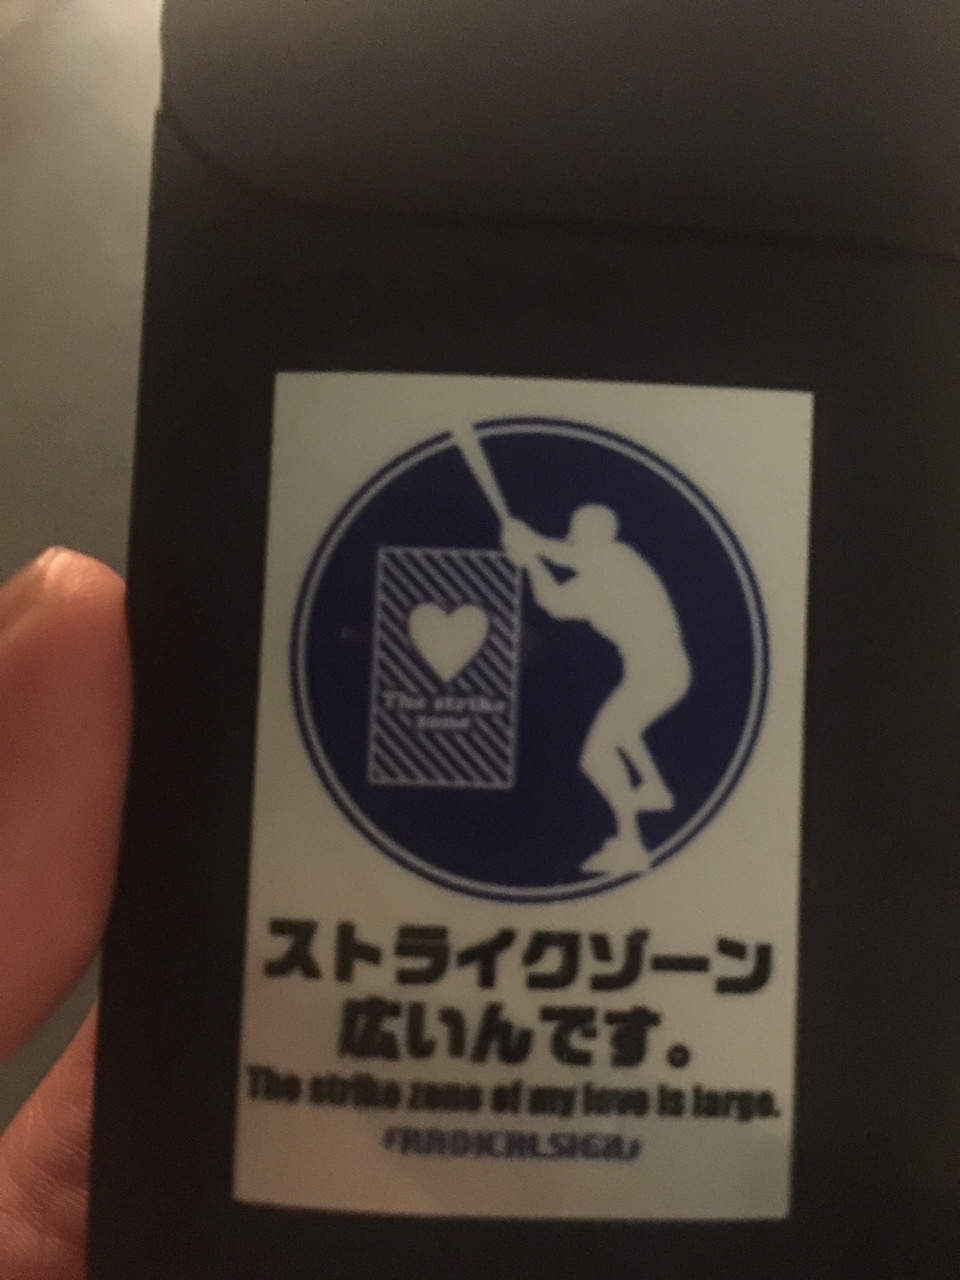 The strike
zone
ストライクゾーン
広いんです。
The strike zone of my love is large.
RADICALSIGN